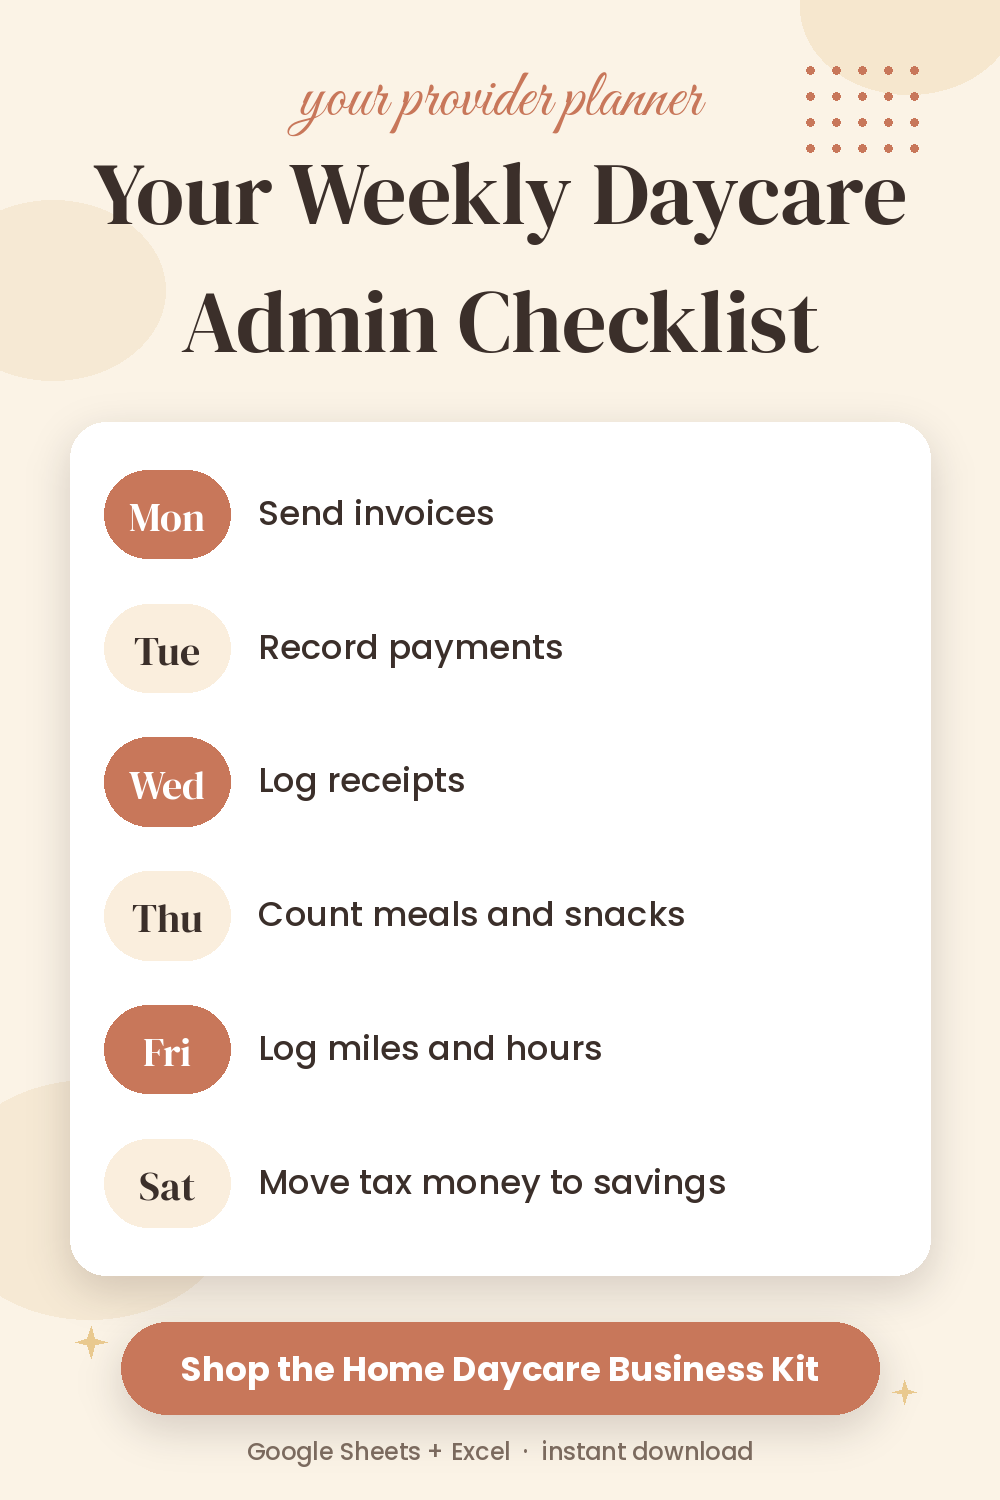 your provider planner
Your Weekly Daycare
Admin Checklist
Mon Send invoices
Tue Record payments
Wed Log receipts
Thu Count meals and snacks
Fri Log miles and hours
Sat Move tax money to savings
Shop the Home Daycare Business Kit
Google Sheets + Excel · instant download